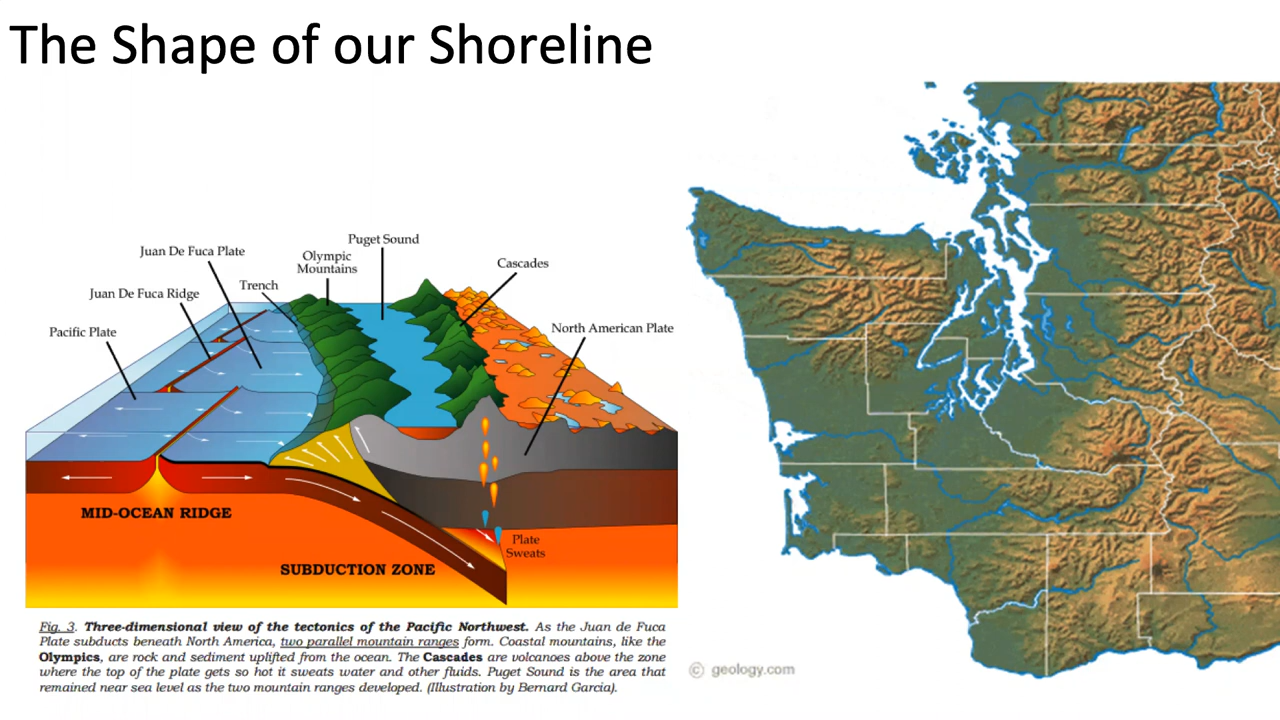 The Shape of our Shoreline
Puget Sound
Juan De Fuca Plate
Olympic
Mountains
Cascades
Trench
Juan De Fuca Ridge
Pacific Plate
North American Plate
MID-OCEAN RIDGE
Plate
Sweats
SUBDUCTION ZONE
Fig. 3. Three-dimensional view of the tectonics of the Pacific Northwest. As the Juan de Fuca
Plate subducts beneath North America, two parallel mountain ranges form. Coastal mountains, like the
Olympics, are rock and sediment uplifted from the ocean. The Cascades are volcanoes above the zone
where the top of the plate gets so hot it sweats water and other fluids. Puget Sound is the area that
remained near sea level as the two mountain ranges developed. (Illustration by Bernard Garcia).
© geology.com